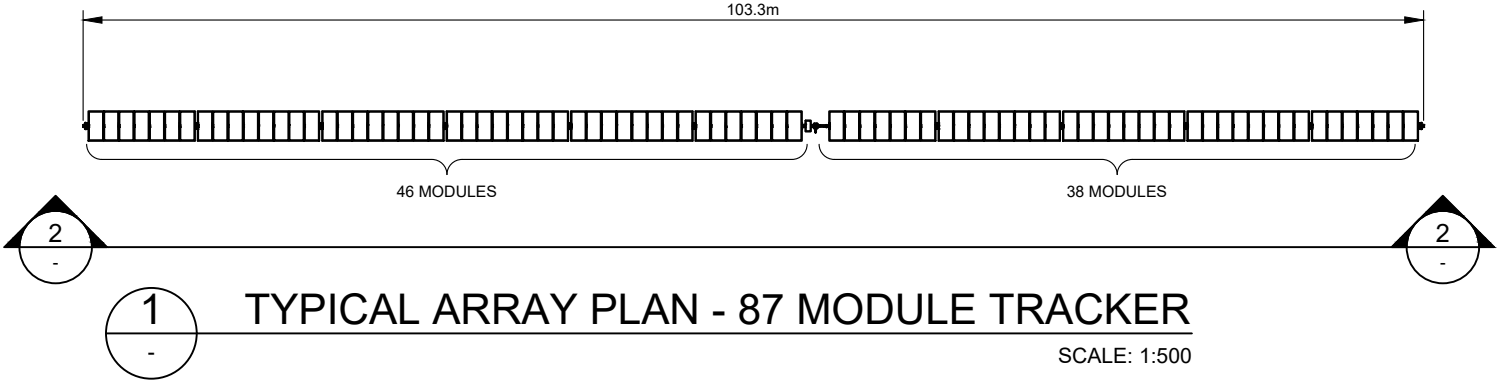 103.3m
46 MODULES
38 MODULES
2
-
2
-
1
-
TYPICAL ARRAY PLAN - 87 MODULE TRACKER
SCALE: 1:500